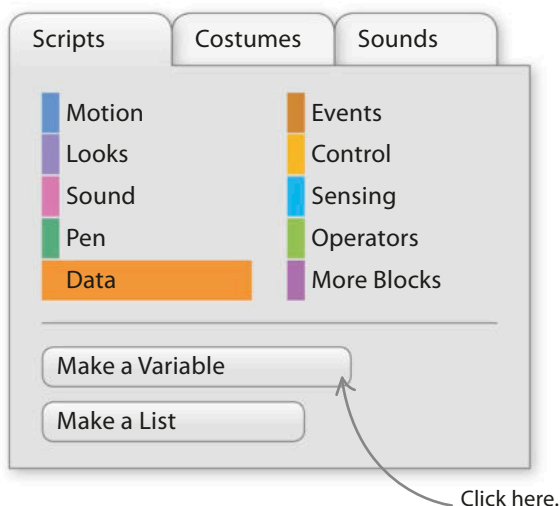 Scripts Costumes Sounds
Motion Events
Looks Control
Sound Sensing
Pen Operators
Data More Blocks
Make a Variable
Make a List
Click here.